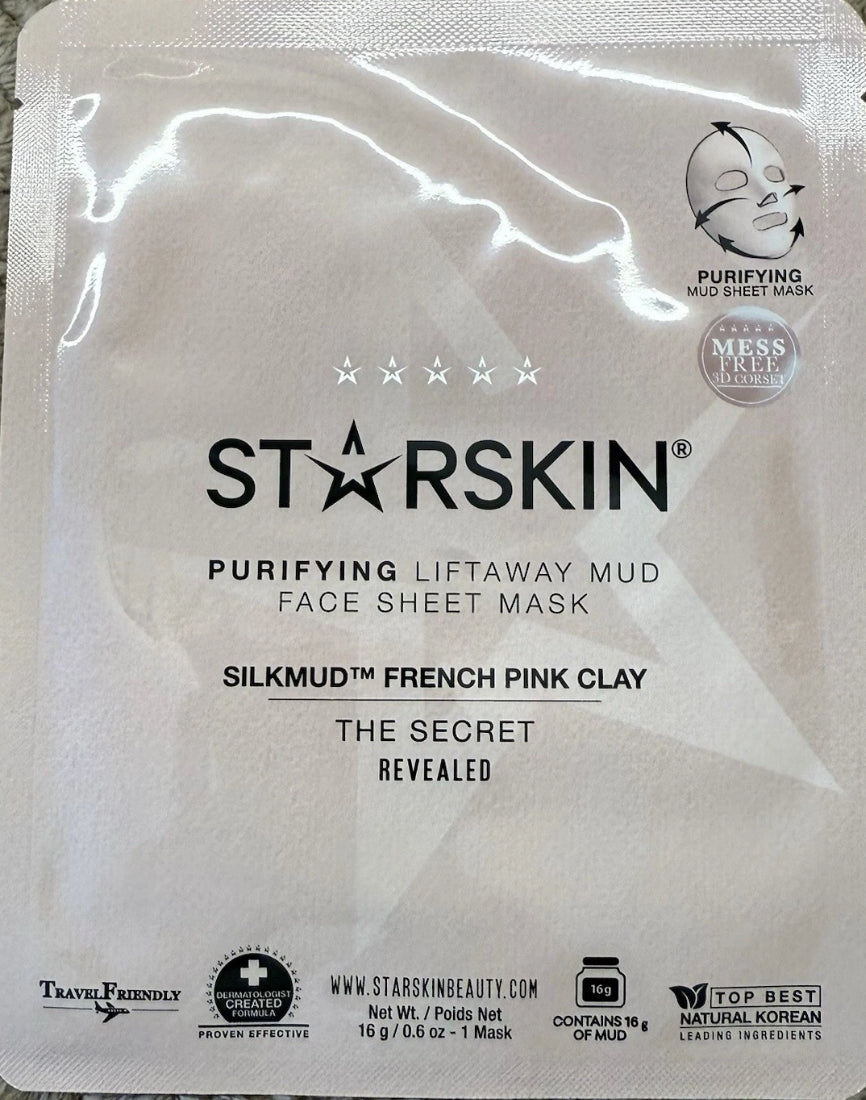 PURIFYING
MUD SHEET MASK
MESS
FREE
3D CORSET
STARSKIN®
PURIFYING LIFTAWAY MUD
FACE SHEET MASK
SILKMUD™ FRENCH PINK CLAY
THE SECRET
REVEALED
TRAVELFRIENDLY
DERMATOLOGIST
CREATED
FORMULA
PROVEN EFFECTIVE
WWW.STARSKINBEAUTY.COM
Net Wt. / Poids Net
16 g / 0.6 oz - 1 Mask
16g
CONTAINS 16 g
OF MUD
TOP BEST
NATURAL KOREAN
LEADING INGREDIENTS